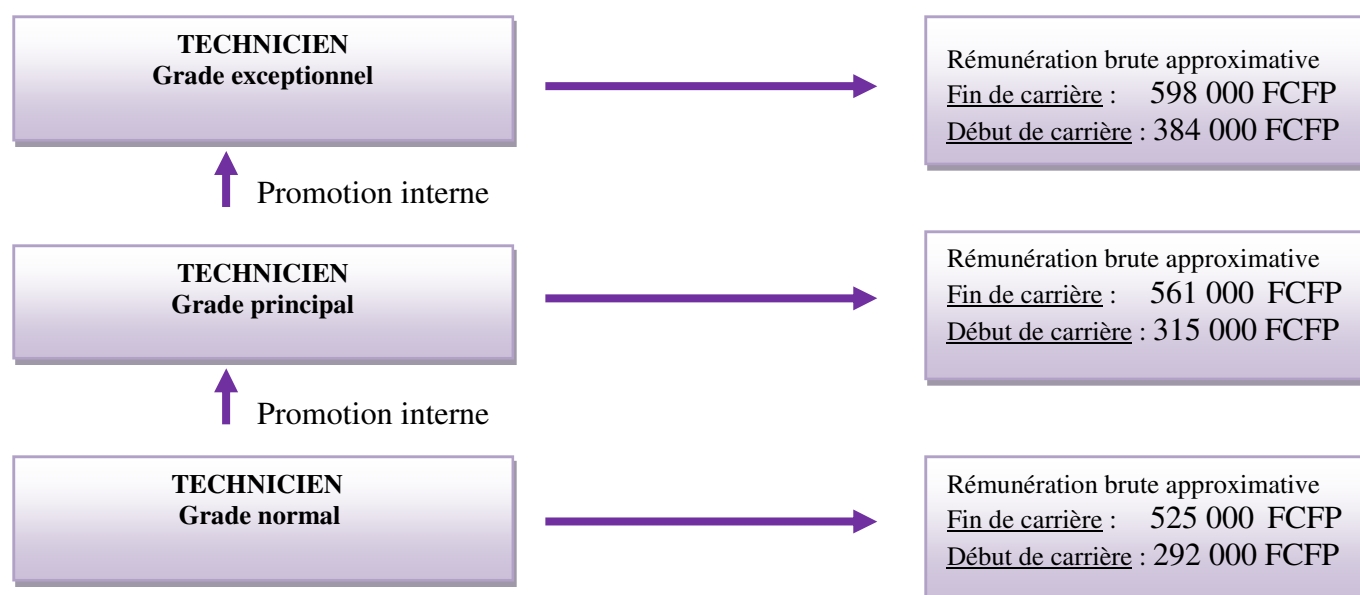 TECHNICIEN
Grade exceptionnel
Rémunération brute approximative
Fin de carrière : 598 000 FCFP
Début de carrière : 384 000 FCFP
Promotion interne
TECHNICIEN
Grade principal
Rémunération brute approximative
Fin de carrière : 561 000 FCFP
Début de carrière : 315 000 FCFP
Promotion interne
TECHNICIEN
Grade normal
Rémunération brute approximative
Fin de carrière : 525 000 FCFP
Début de carrière : 292 000 FCFP